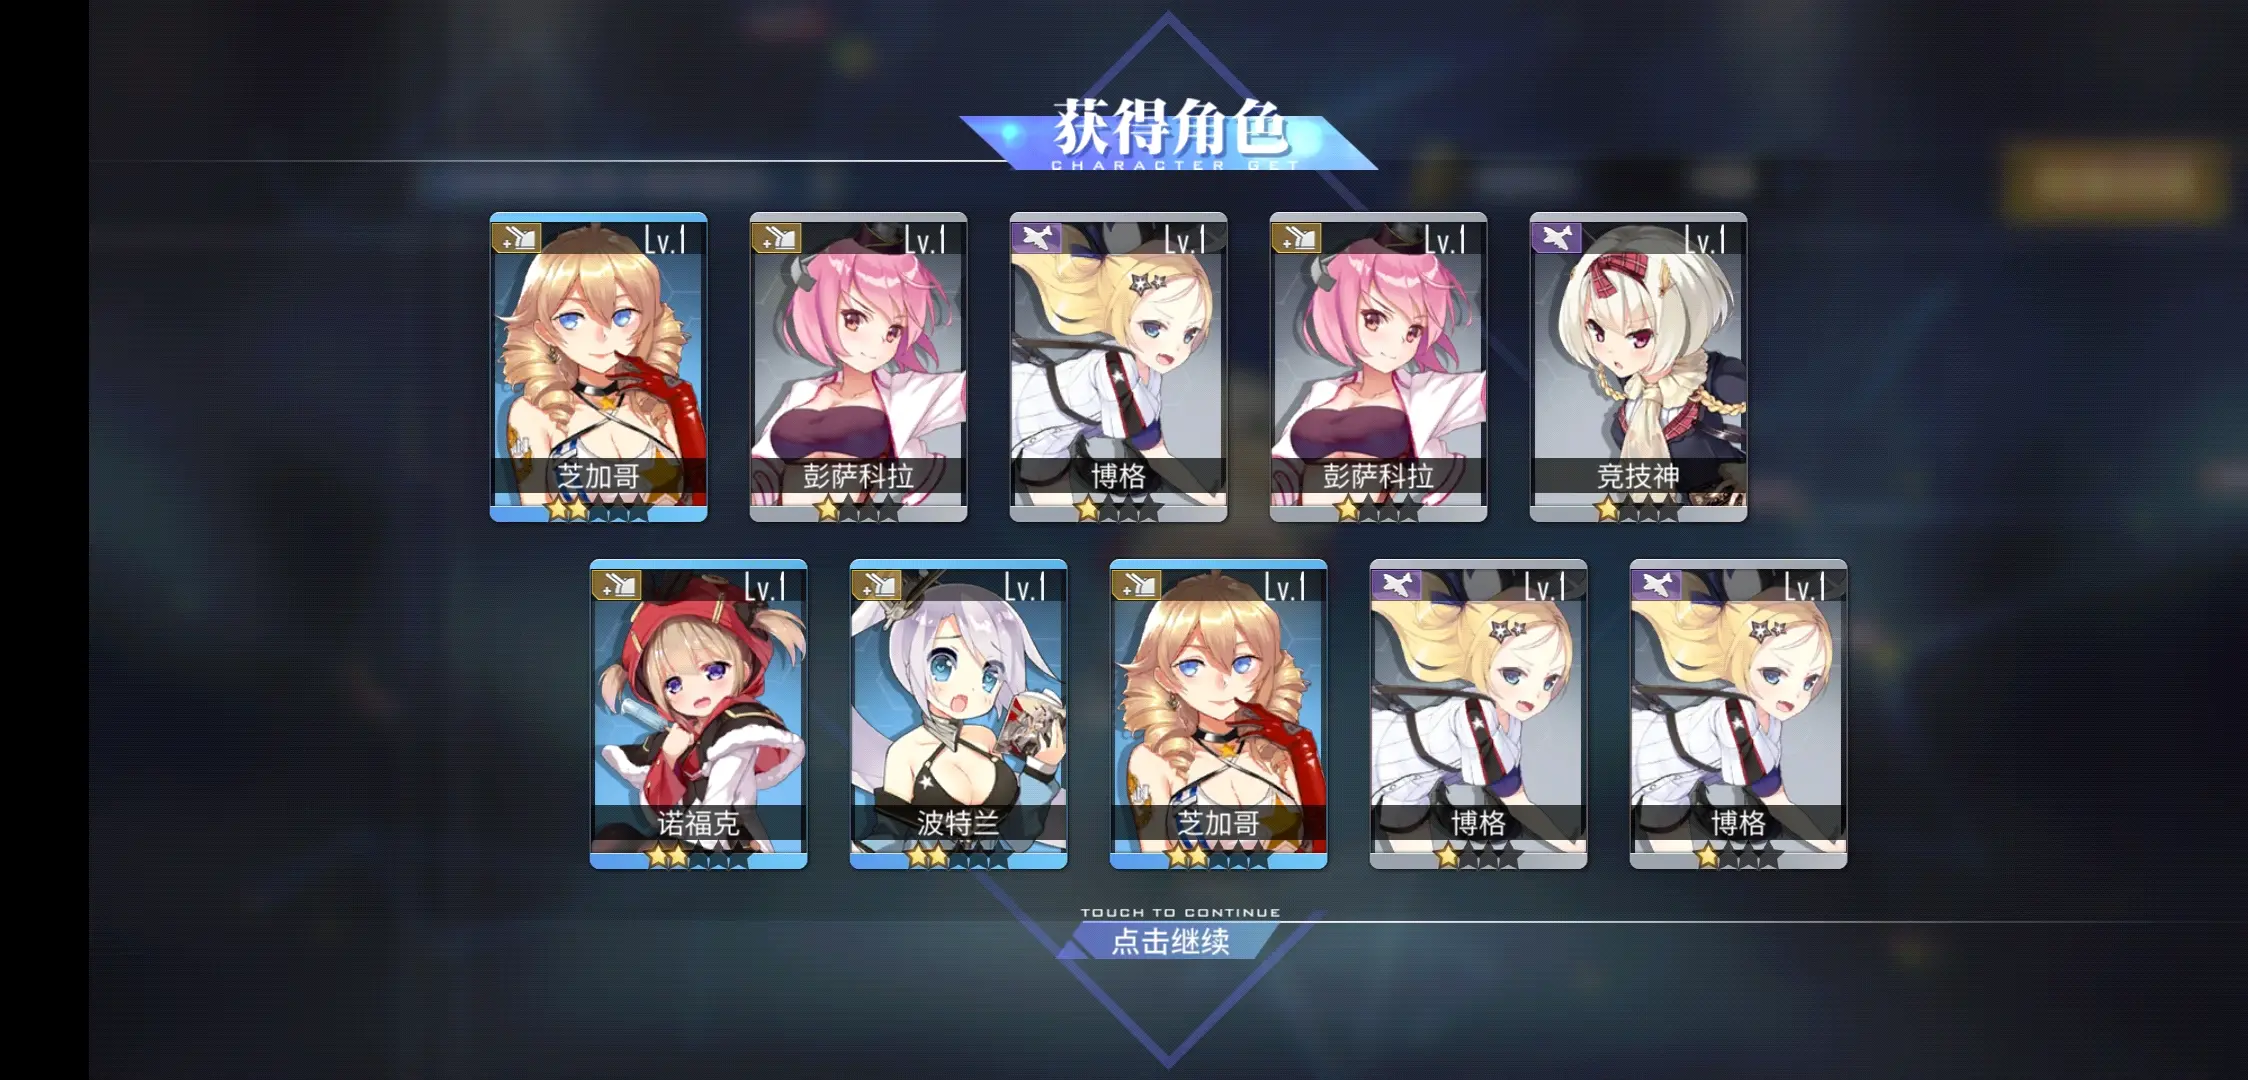 获得角色
CHARACTER GET
Lv.1 Lv.1 Lv.1 Lv.1 Lv.1
芝加哥 彭萨科拉 博格 彭萨科拉 竞技神
Lv.1 Lv.1 Lv.1 Lv.1 Lv.1
诺福克 波特兰 芝加哥 博格 博格
TOUCH TO CONTINUE
点击继续